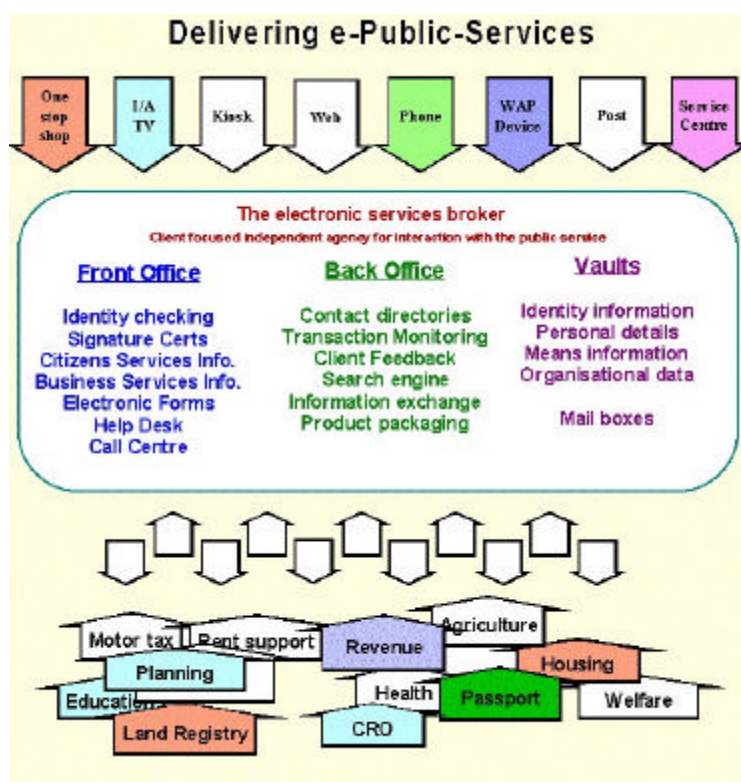 Delivering e-Public-Services
One
stop
shop
I/A
TV
Kiosk
Web
Phone
WAP
Device
Post
Service
Centre
The electronic services broker
Client focused independent agency for interaction with the public service
Front Office
Identity checking
Signature Certs
Citizens Services Info.
Business Services Info.
Electronic Forms
Help Desk
Call Centre
Back Office
Contact directories
Transaction Monitoring
Client Feedback
Search engine
Information exchange
Product packaging
Vaults
Identity information
Personal details
Means information
Organisational data
Mail boxes
Motor tax
Rent support
Revenue
Agriculture
Planning
Housing
Education
Health
Passport
Welfare
Land Registry
CRO